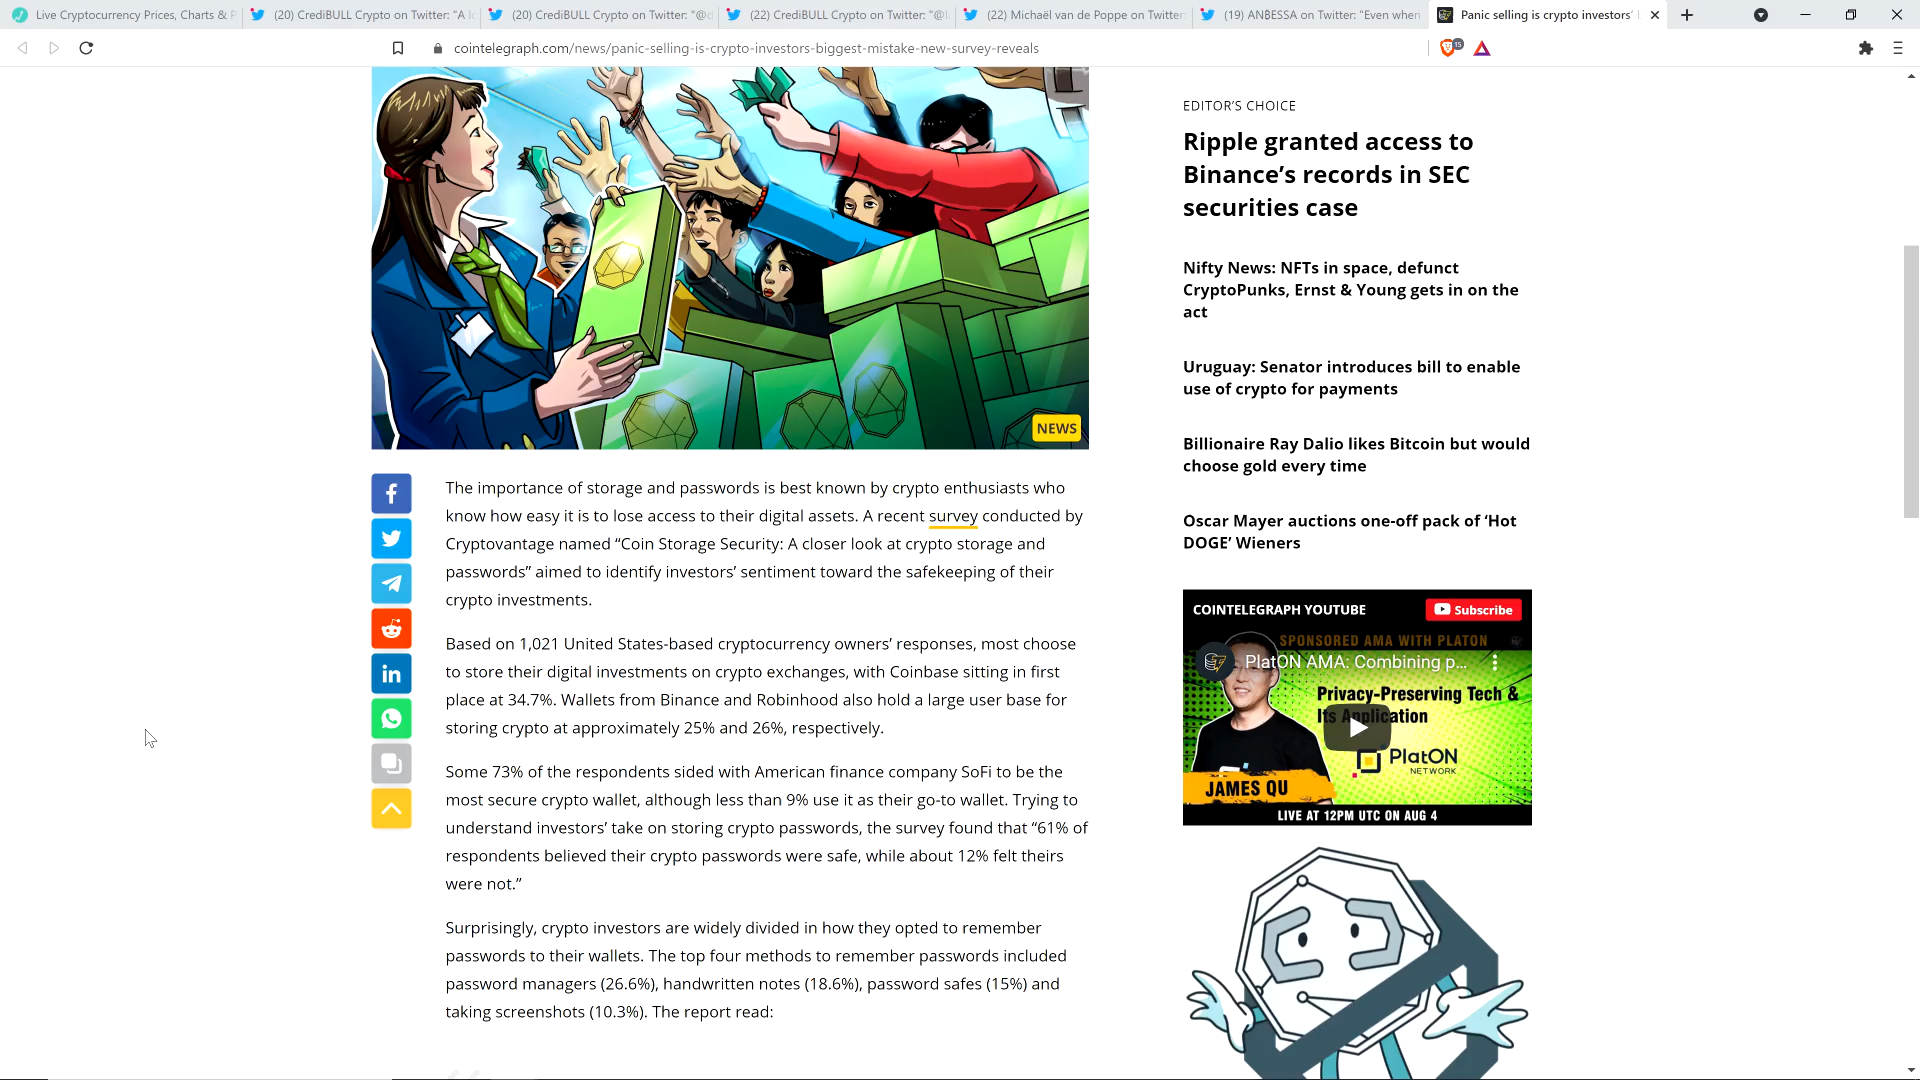 Live Cryptocurrency Prices, Charts & P
(20) CrediBULL Crypto on Twitter: "A l
(20) CrediBULL Crypto on Twitter: "@d
(22) CrediBULL Crypto on Twitter: "@l
(22) Michaël van de Poppe on Twitter:
(19) ANBESSA on Twitter: "Even when
Panic selling is crypto investors'
cointelegraph.com/news/panic-selling-is-crypto-investors-biggest-mistake-new-survey-reveals
15
NEWS
The importance of storage and passwords is best known by crypto enthusiasts who
know how easy it is to lose access to their digital assets. A recent survey conducted by
Cryptovantage named “Coin Storage Security: A closer look at crypto storage and
passwords” aimed to identify investors’ sentiment toward the safekeeping of their
crypto investments.
Based on 1,021 United States-based cryptocurrency owners’ responses, most choose
to store their digital investments on crypto exchanges, with Coinbase sitting in first
place at 34.7%. Wallets from Binance and Robinhood also hold a large user base for
storing crypto at approximately 25% and 26%, respectively.
Some 73% of the respondents sided with American finance company SoFi to be the
most secure crypto wallet, although less than 9% use it as their go-to wallet. Trying to
understand investors’ take on storing crypto passwords, the survey found that “61% of
respondents believed their crypto passwords were safe, while about 12% felt theirs
were not.”
Surprisingly, crypto investors are widely divided in how they opted to remember
passwords to their wallets. The top four methods to remember passwords included
password managers (26.6%), handwritten notes (18.6%), password safes (15%) and
taking screenshots (10.3%). The report read:
EDITOR’S CHOICE
Ripple granted access to
Binance’s records in SEC
securities case
Nifty News: NFTs in space, defunct
CryptoPunks, Ernst & Young gets in on the
act
Uruguay: Senator introduces bill to enable
use of crypto for payments
Billionaire Ray Dalio likes Bitcoin but would
choose gold every time
Oscar Mayer auctions one-off pack of ‘Hot
DOGE’ Wieners
COINTELEGRAPH YOUTUBE
Subscribe
SPONSORED AMA WITH PLATON
PlatON AMA: Combining p...
Privacy-Preserving Tech &
Its Application
PlatON
NETWORK
JAMES QU
LIVE AT 12PM UTC ON AUG 4